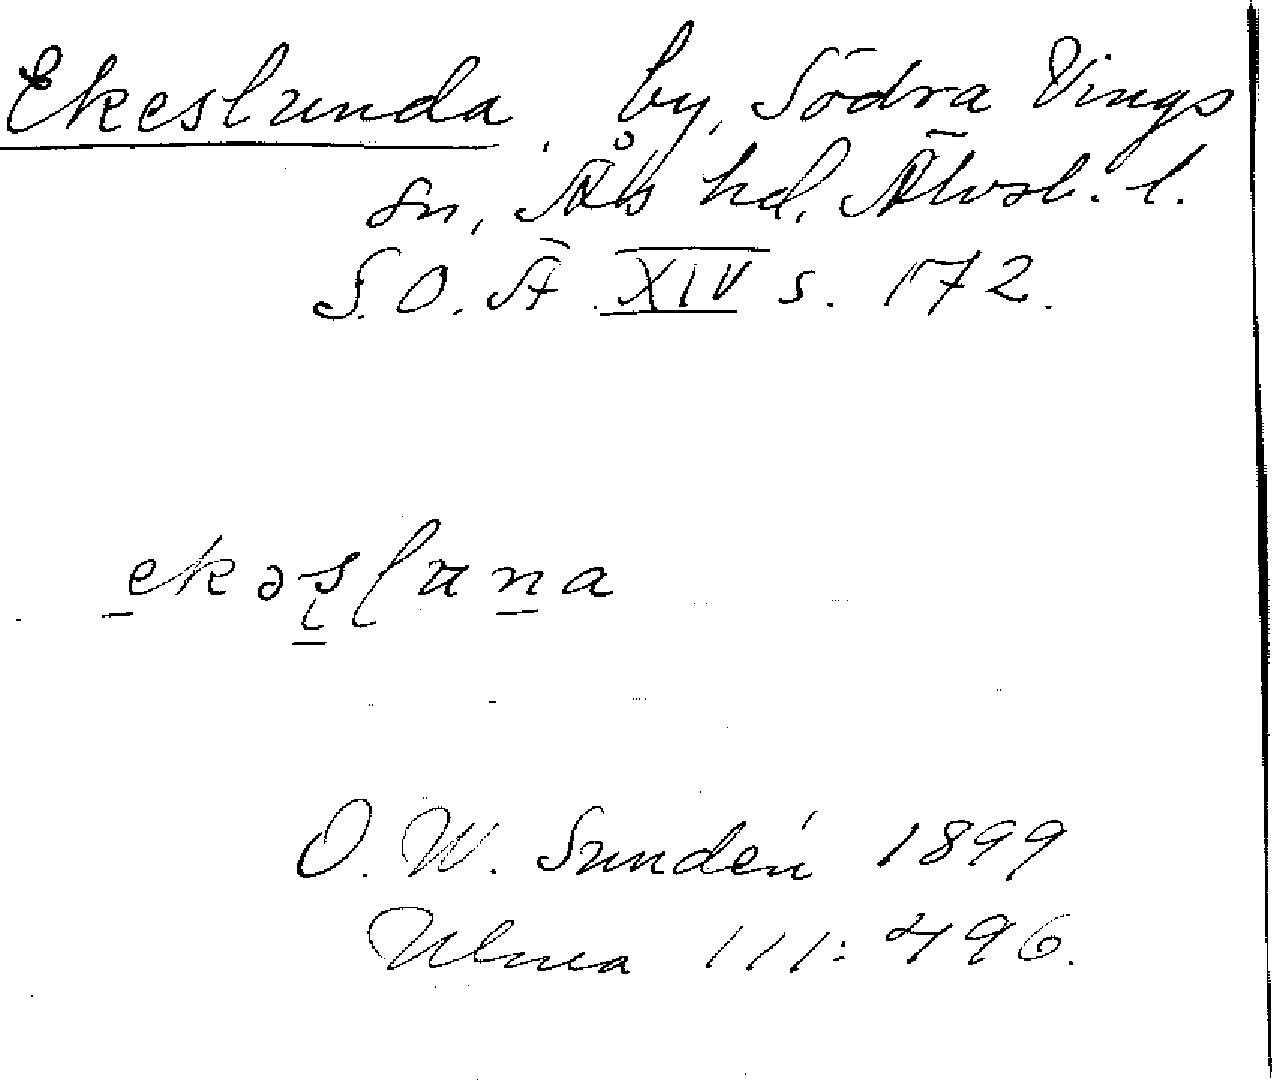 Ekeslunda, by, Södra Vings
sn, Ås hd, Älvsb. l.
S.O.Ä XIV s. 172.
ekəsluna
O. W. Sundén 1899
Ulma 111:496.